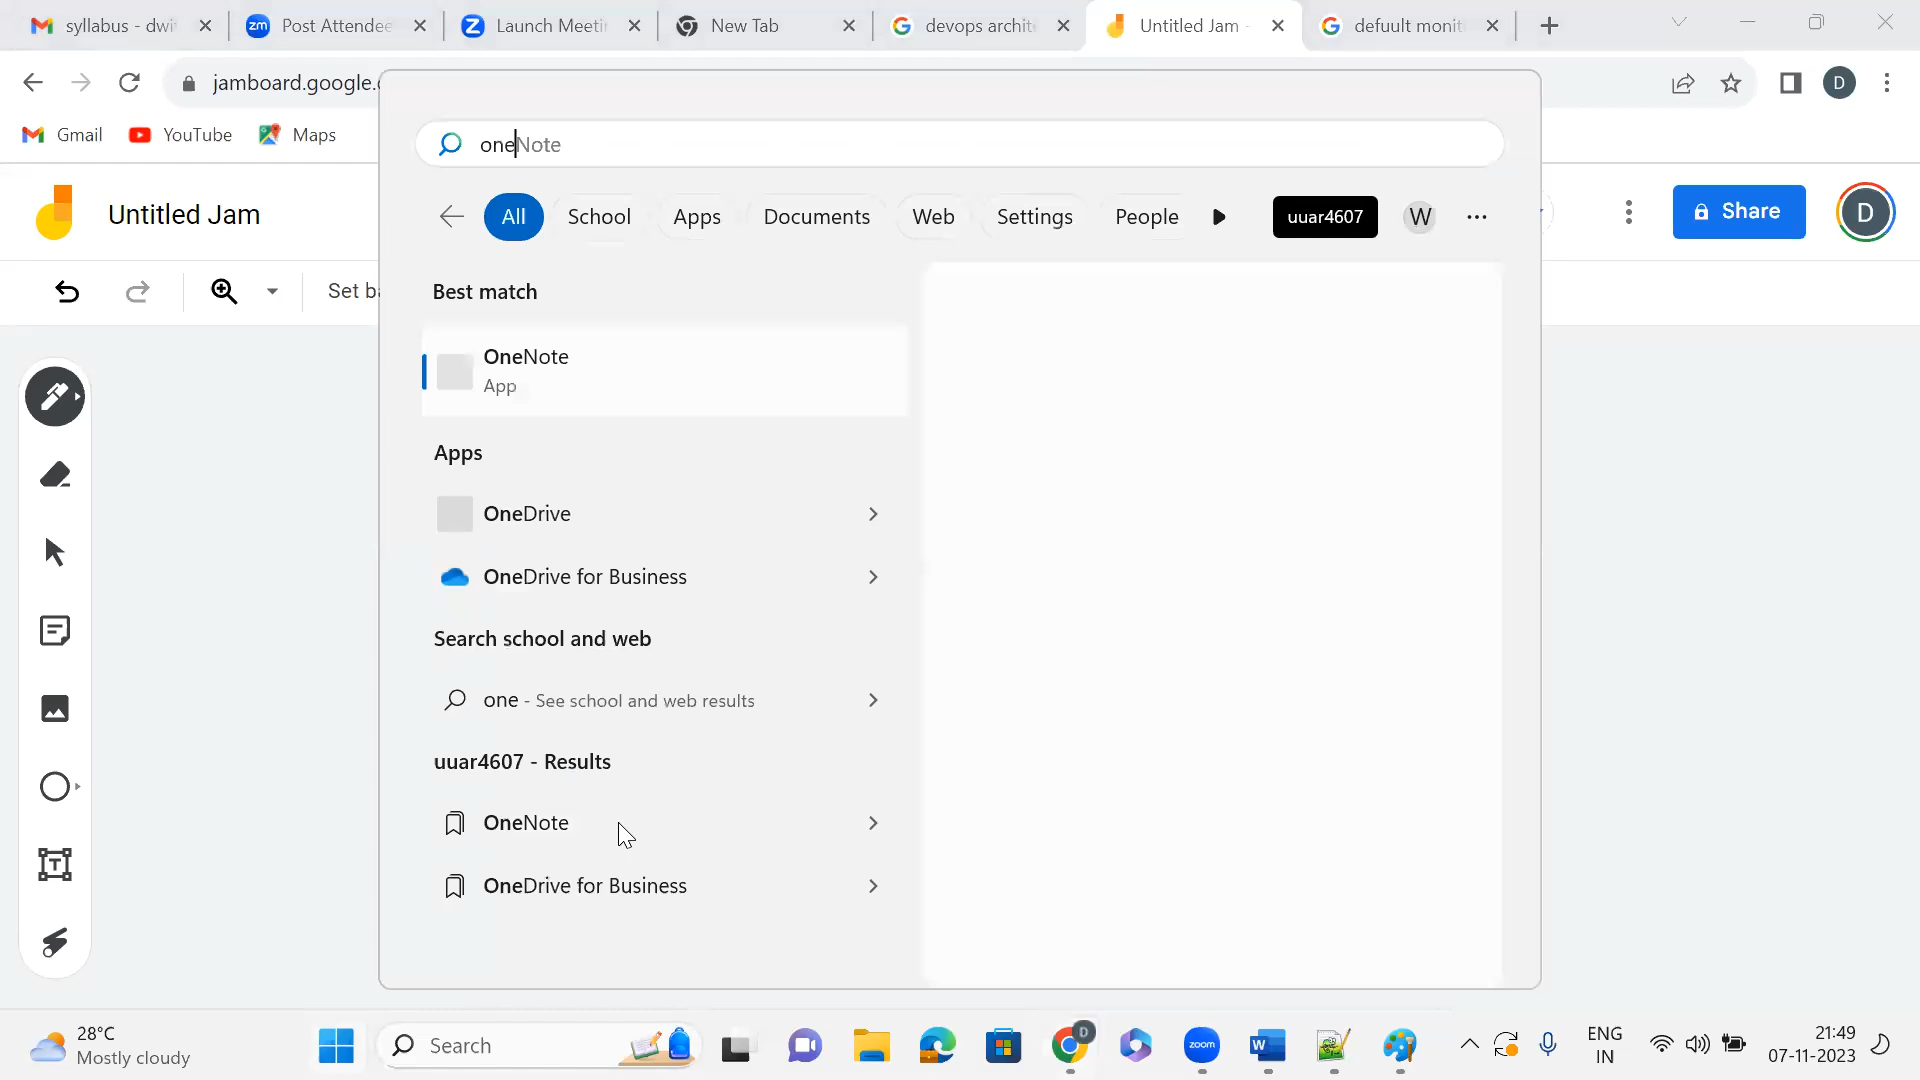 syllabus - dwi
Post Attendee
Launch Meeti
New Tab
devops archite
Untitled Jam -
defuult monit
jamboard.google.c
D
Gmail
YouTube
Maps
oneNote
Untitled Jam
All
School
Apps
Documents
Web
Settings
People
uuar4607
W
Share
D
Set ba
Best match
OneNote
App
Apps
OneDrive
OneDrive for Business
Search school and web
one - See school and web results
uuar4607 - Results
OneNote
OneDrive for Business
28°C
Mostly cloudy
Search
D
zoom
W
ENG
IN
21:49
07-11-2023